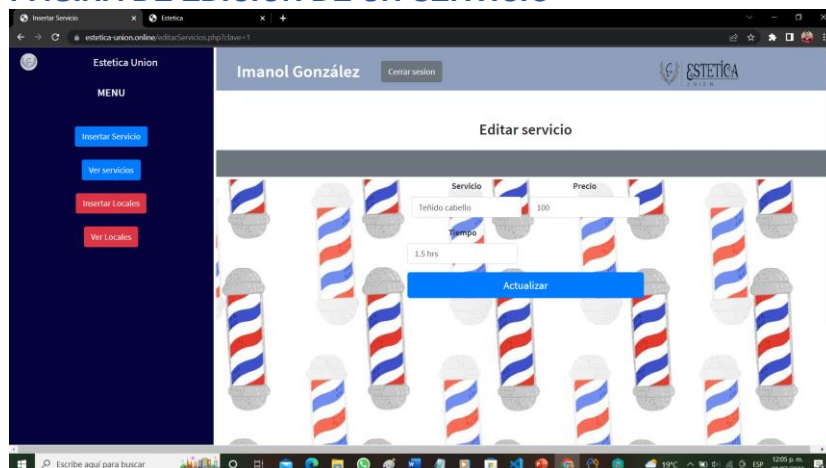 PÁGINA DE EDICIÓN DE UN SERVICIO
Insertar Servicio
Estetica
estetica-union.online/editarServicios.php?clave=1
Estetica Union
MENU
Insertar Servicio
Ver servicios
Insertar Locales
Ver Locales
Imanol González
Cerrar sesion
ESTETICA
UNION
Editar servicio
Servicio
Precio
Teñido cabello
100
Tiempo
1.5 hrs
Actualizar
Escribe aquí para buscar
19°C
ESP
12:05 p. m.